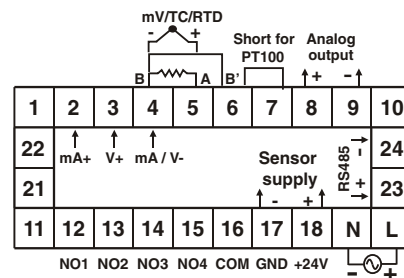 mV/TC/RTD
- +
Short for PT100
Analog output
B A B'
+ -
1 2 3 4 5 6 7 8 9 10
22 mA+ V+ mA / V- RS485 - 24
21 Sensor supply - + + 23
11 12 13 14 15 16 17 18 N L
NO1 NO2 NO3 NO4 COM GND +24V - +